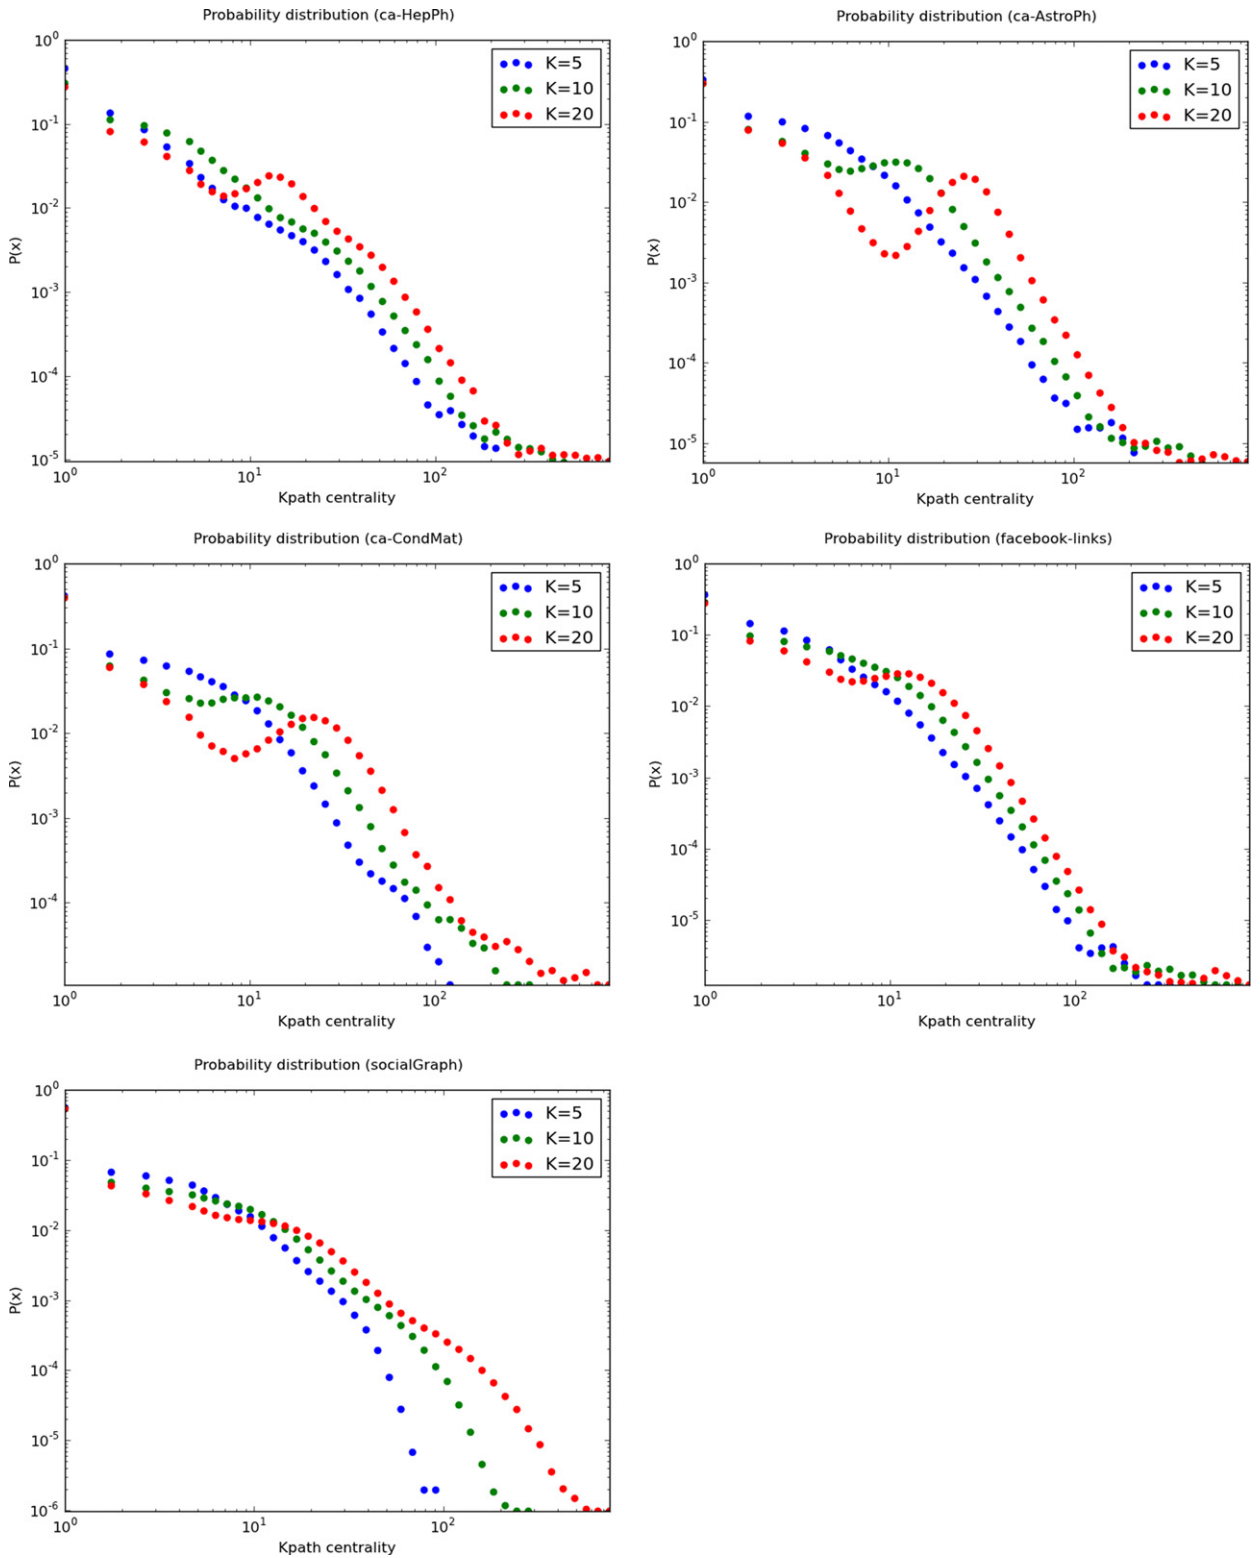 Probability distribution (ca-HepPh)
10^0
10^-1
10^-2
10^-3
10^-4
10^-5
P(x)
10^0
10^1
10^2
Kpath centrality
K=5
K=10
K=20
Probability distribution (ca-AstroPh)
10^0
10^-1
10^-2
10^-3
10^-4
10^-5
P(x)
10^0
10^1
10^2
Kpath centrality
K=5
K=10
K=20
Probability distribution (ca-CondMat)
10^0
10^-1
10^-2
10^-3
10^-4
P(x)
10^0
10^1
10^2
Kpath centrality
K=5
K=10
K=20
Probability distribution (facebook-links)
10^0
10^-1
10^-2
10^-3
10^-4
10^-5
P(x)
10^0
10^1
10^2
Kpath centrality
K=5
K=10
K=20
Probability distribution (socialGraph)
10^0
10^-1
10^-2
10^-3
10^-4
10^-5
10^-6
P(x)
10^0
10^1
10^2
Kpath centrality
K=5
K=10
K=20